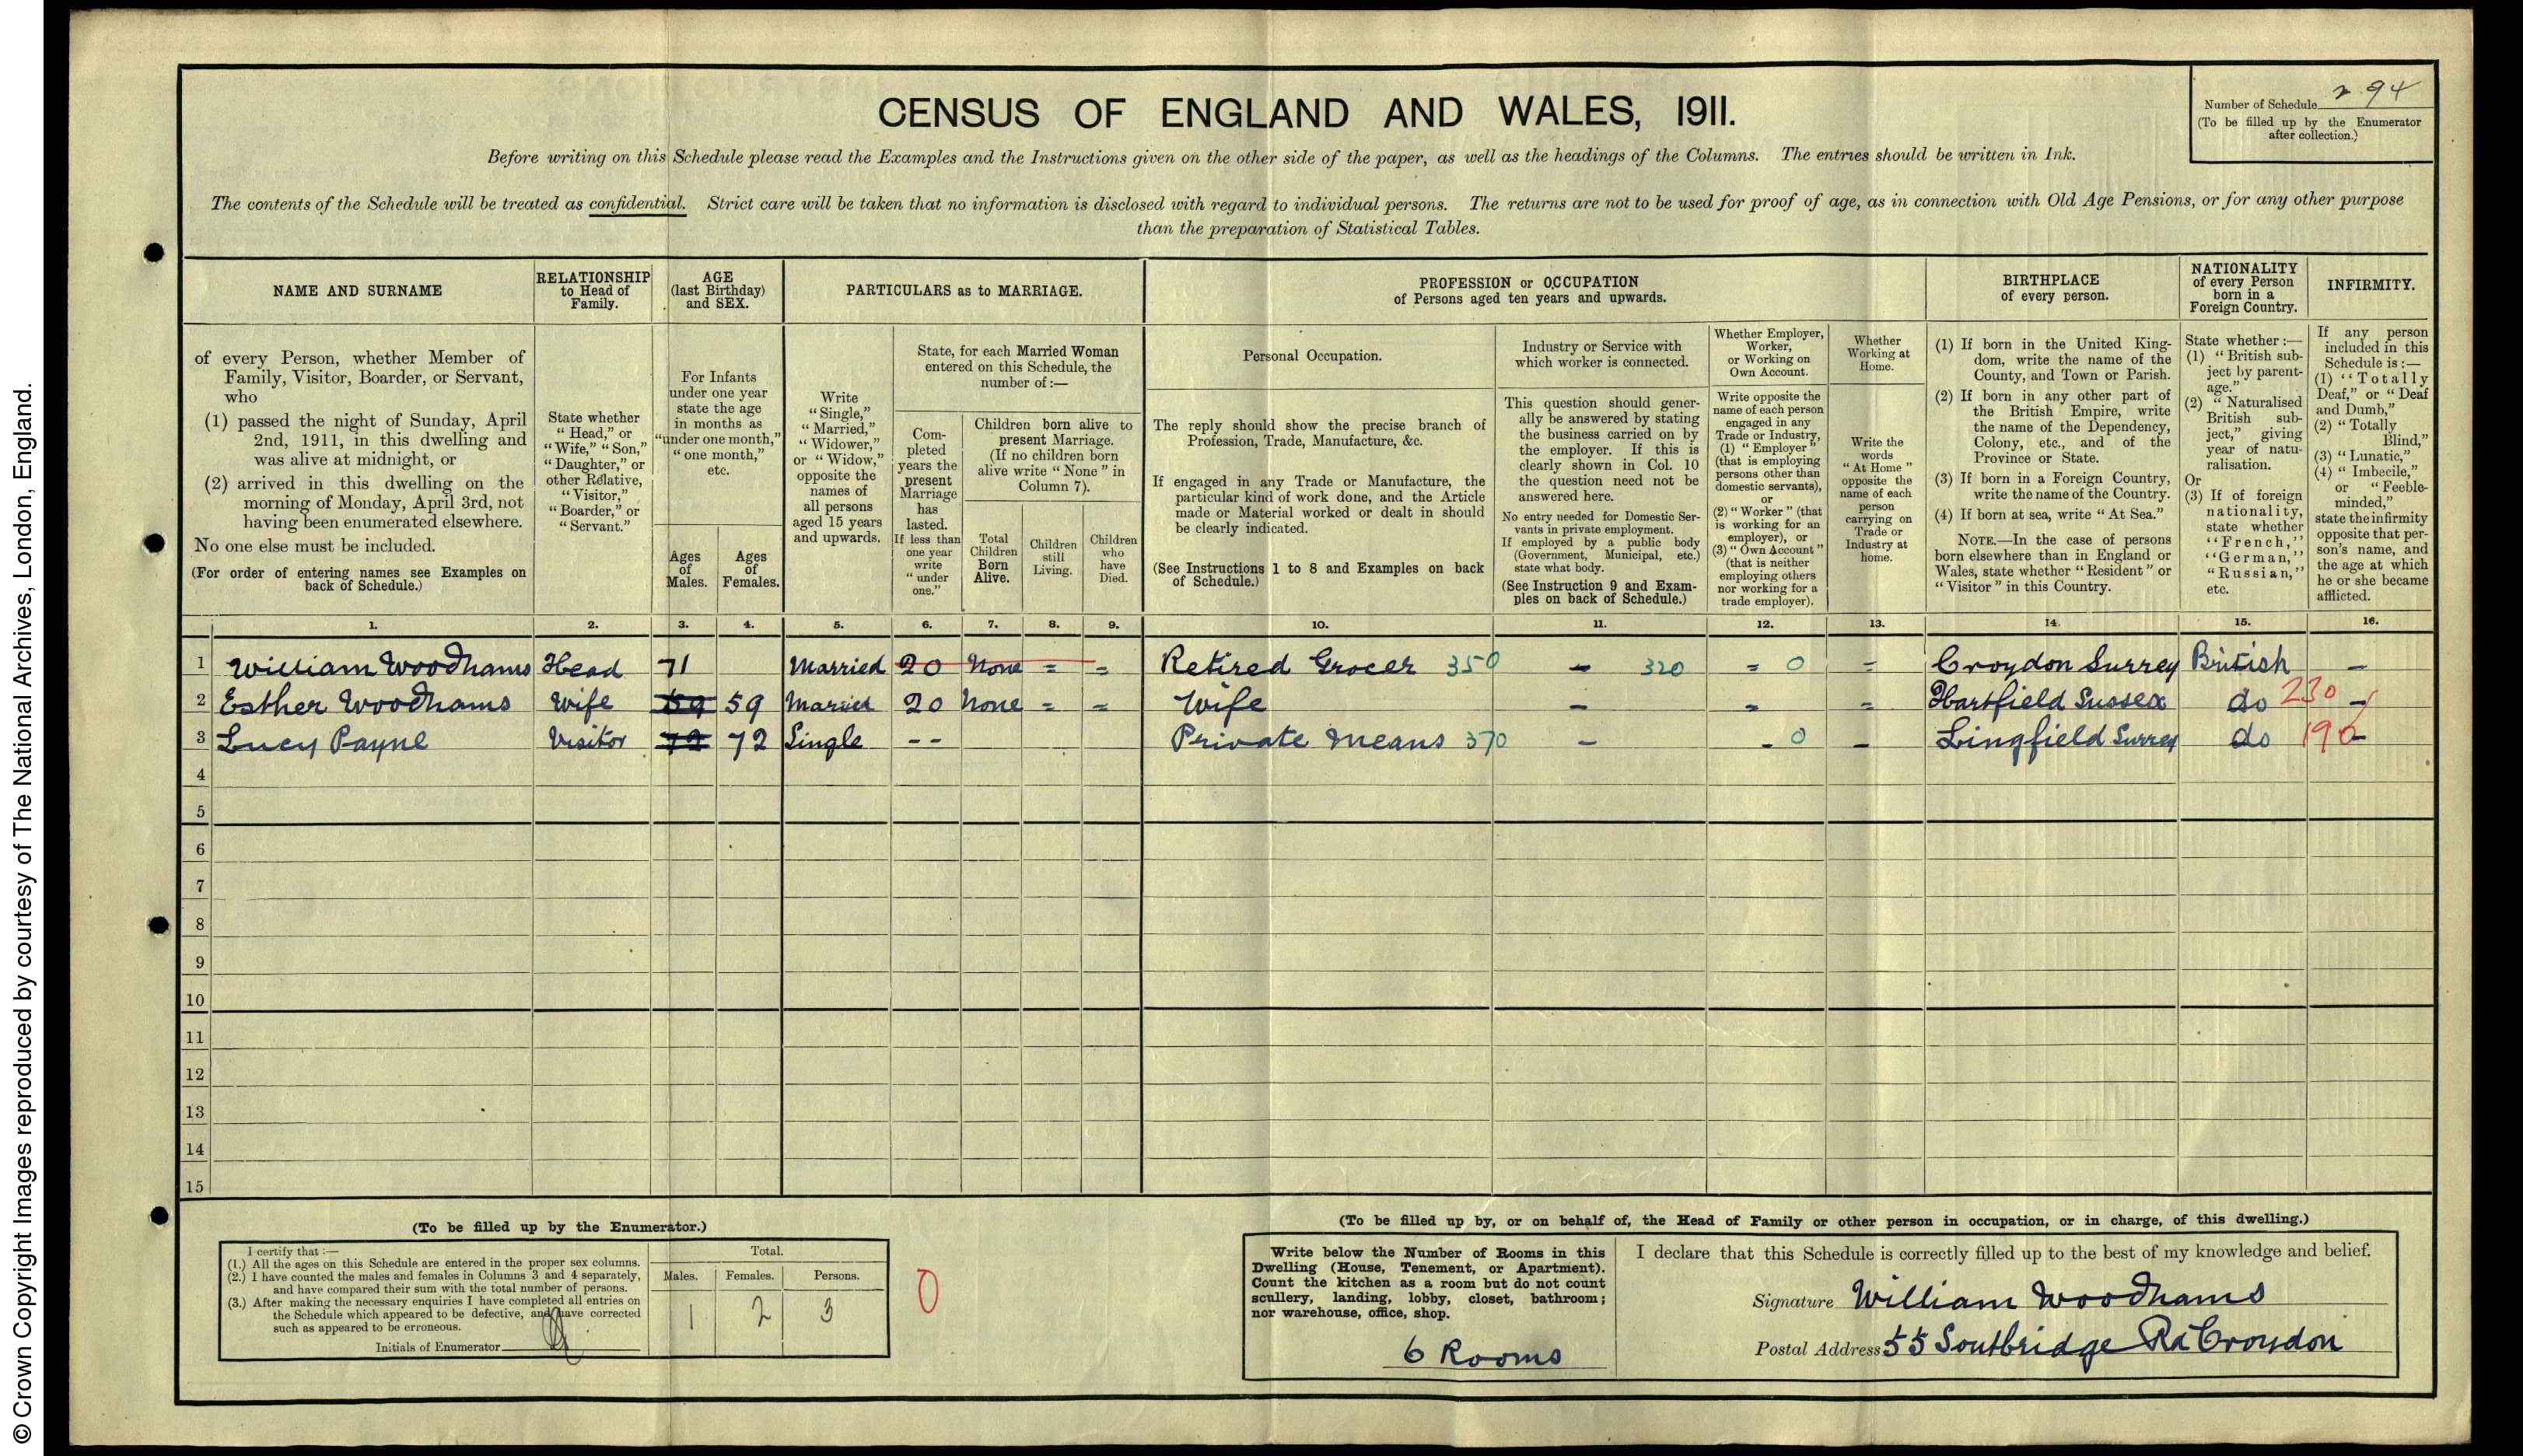 © Crown Copyright Images reproduced by courtesy of The National Archives, London, England.
CENSUS OF ENGLAND AND WALES, 1911.
Number of Schedule 294
(To be filled up by the Enumerator
after collection.)
Before writing on this Schedule please read the Examples and the Instructions given on the other side of the paper, as well as the headings of the Columns. The entries should be written in Ink.
The contents of the Schedule will be treated as confidential. Strict care will be taken that no information is disclosed with regard to individual persons. The returns are not to be used for proof of age, as in connection with Old Age Pensions, or for any other purpose
than the preparation of Statistical Tables.
NAME AND SURNAME
of every Person, whether Member of
Family, Visitor, Boarder, or Servant,
who
(1) passed the night of Sunday, April
2nd, 1911, in this dwelling and
was alive at midnight, or
(2) arrived in this dwelling on the
morning of Monday, April 3rd, not
having been enumerated elsewhere.
No one else must be included.
(For order of entering names see Examples on
back of Schedule.)
RELATIONSHIP
to Head of
Family.
State whether
"Head," or
"Wife," "Son,"
"Daughter," or
other Relative,
"Visitor,"
"Boarder," or
"Servant."
AGE
(last Birthday)
and SEX.
For Infants
under one year
state the age
in months as
"under one month,"
"one month,"
etc.
Ages
of
Males.
Ages
of
Females.
PARTICULARS as to MARRIAGE.
Write
"Single,"
"Married,"
"Widower,"
or "Widow,"
opposite the
names of
all persons
aged 15 years
and upwards.
State, for each Married Woman
entered on this Schedule, the
number of :—
Com-
pleted
years the
present
Marriage
has
lasted.
If less than
one year
write
"under
one."
Children born alive to
present Marriage.
(If no children born
alive write "None" in
Column 7).
Total
Children
Born
Alive.
Children
still
Living.
Children
who
have
Died.
PROFESSION or OCCUPATION
of Persons aged ten years and upwards.
Personal Occupation.
The reply should show the precise branch of
Profession, Trade, Manufacture, &c.
If engaged in any Trade or Manufacture, the
particular kind of work done, and the Article
made or Material worked or dealt in should
be clearly indicated.
(See Instructions 1 to 8 and Examples on back
of Schedule.)
Industry or Service with
which worker is connected.
This question should gener-
ally be answered by stating
the business carried on by
the employer. If this is
clearly shown in Col. 10
the question need not be
answered here.
No entry needed for Domestic Ser-
vants in private employment.
If employed by a public body
(Government, Municipal, etc.)
state what body.
(See Instruction 9 and Exam-
ples on back of Schedule.)
Whether Employer,
Worker,
or Working on
Own Account.
Write opposite the
name of each person
engaged in any
Trade or Industry,
(1) "Employer"
(that is employing
persons other than
domestic servants),
or
(2) "Worker" (that
is working for an
employer), or
(3) "Own Account"
(that is neither
employing others
nor working for a
trade employer).
Whether
Working at
Home.
Write the
words
"At Home"
opposite the
name of each
person
carrying on
Trade or
Industry at
home.
BIRTHPLACE
of every person.
(1) If born in the United King-
dom, write the name of the
County, and Town or Parish.
(2) If born in any other part of
the British Empire, write
the name of the Dependency,
Colony, etc., and of the
Province or State.
(3) If born in a Foreign Country,
write the name of the Country.
(4) If born at sea, write "At Sea."
NOTE.—In the case of persons
born elsewhere than in England or
Wales, state whether "Resident" or
"Visitor" in this Country.
NATIONALITY
of every Person
born in a
Foreign Country.
State whether :—
(1) "British sub-
ject by parent-
age."
(2) "Naturalised
British sub-
ject," giving
year of natu-
ralisation.
Or
(3) If of foreign
nationality,
state whether
"French,"
"German,"
"Russian,"
etc.
INFIRMITY.
If any person
included in this
Schedule is :—
(1) "Totally
Deaf," or "Deaf
and Dumb,"
(2) "Totally
Blind,"
(3) "Lunatic,"
(4) "Imbecile,"
or "Feeble-
minded,"
state the infirmity
opposite that per-
son's name, and
the age at which
he or she became
afflicted.
1. 2. 3. 4. 5. 6. 7. 8. 9. 10. 11. 12. 13. 14. 15. 16.
1 William Woodhams Head 71 Married 20 None = = Retired Grocer 350 - 320 = 0 = Croydon Surrey British -
2 Esther Woodhams Wife 59 59 Married 20 None = = Wife - = = Hartfield Sussex do 230 -
3 Lucy Payne Visitor 72 72 Single - - Private Means 370 - - 0 - Lingfield Surrey do 190 -
4
5
6
7
8
9
10
11
12
13
14
15
(To be filled up by the Enumerator.)
I certify that :—
(1.) All the ages on this Schedule are entered in the proper sex columns.
(2.) I have counted the males and females in Columns 3 and 4 separately,
and have compared their sum with the total number of persons.
(3.) After making the necessary enquiries I have completed all entries on
the Schedule which appeared to be defective, and have corrected
such as appeared to be erroneous.
Initials of Enumerator
Total.
Males. Females. Persons.
1 2 3
0
(To be filled up by, or on behalf of, the Head of Family or other person in occupation, or in charge, of this dwelling.)
Write below the Number of Rooms in this
Dwelling (House, Tenement, or Apartment).
Count the kitchen as a room but do not count
scullery, landing, lobby, closet, bathroom;
nor warehouse, office, shop.
6 Rooms
I declare that this Schedule is correctly filled up to the best of my knowledge and belief.
Signature William Woodhams
Postal Address 55 Southbridge Rd Croydon